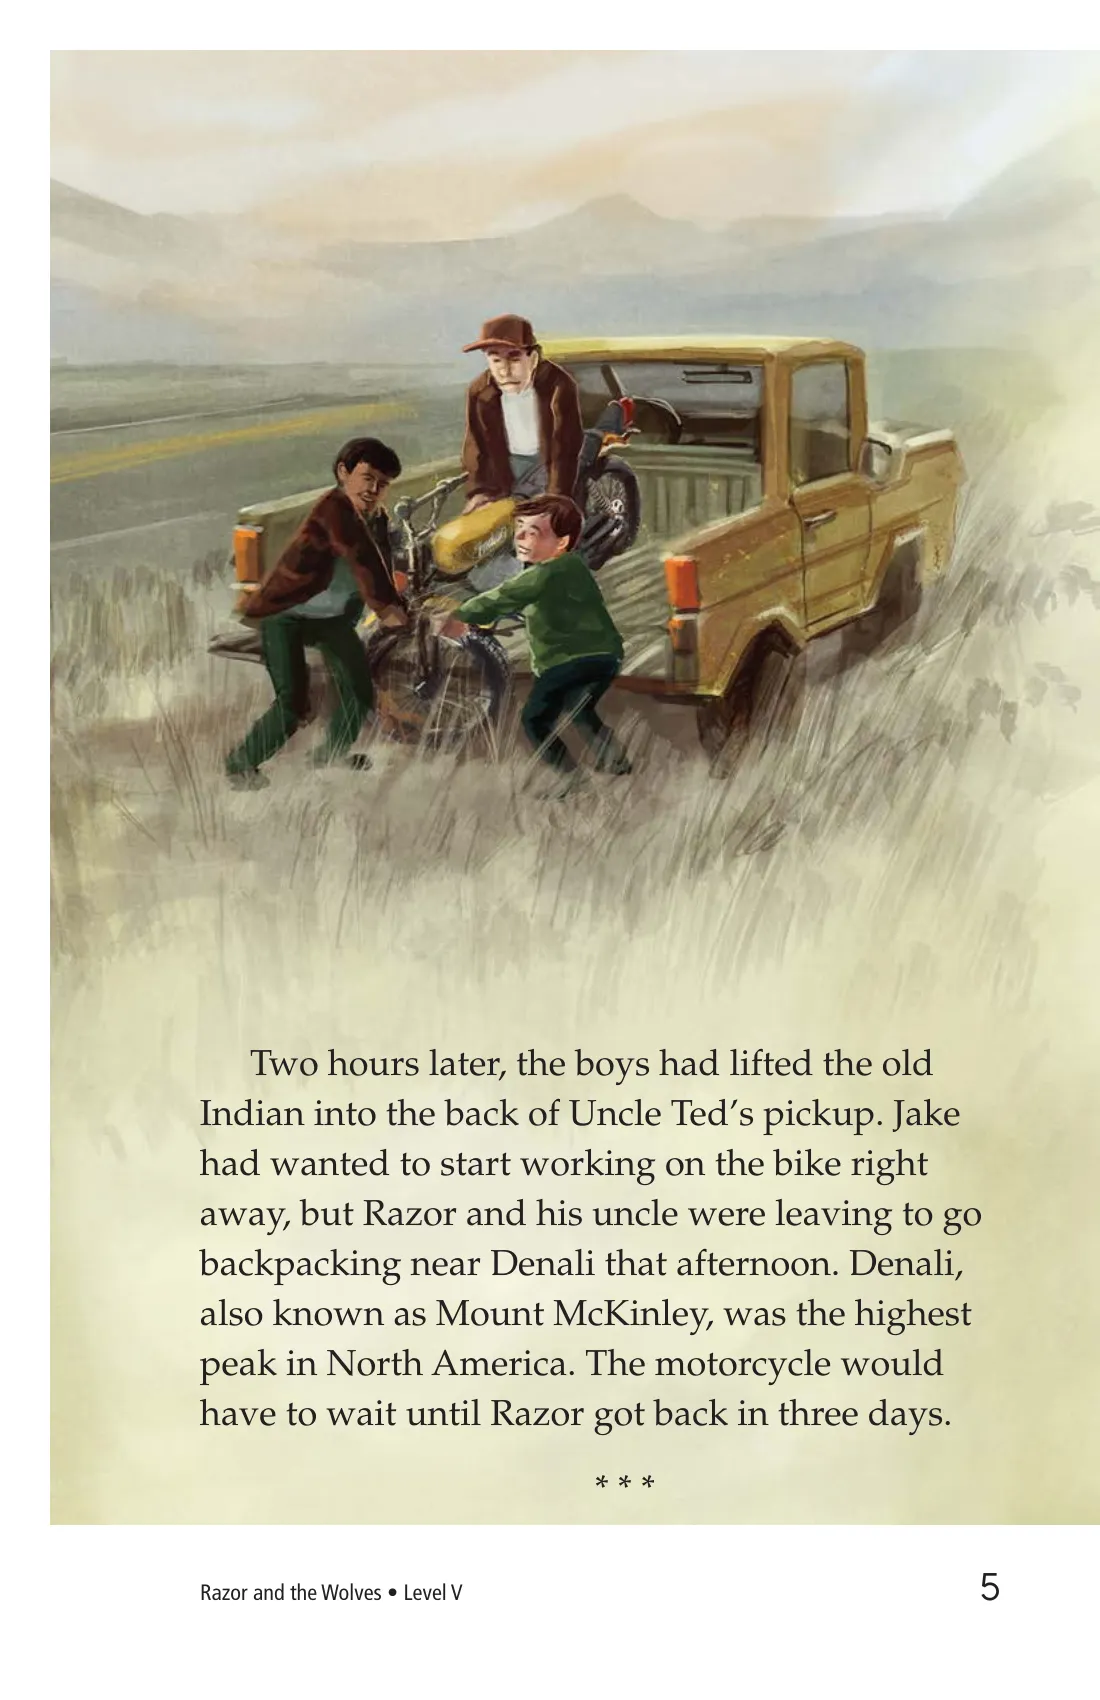 Two hours later, the boys had lifted the old
Indian into the back of Uncle Ted’s pickup. Jake
had wanted to start working on the bike right
away, but Razor and his uncle were leaving to go
backpacking near Denali that afternoon. Denali,
also known as Mount McKinley, was the highest
peak in North America. The motorcycle would
have to wait until Razor got back in three days.
* * *
Razor and the Wolves • Level V
5